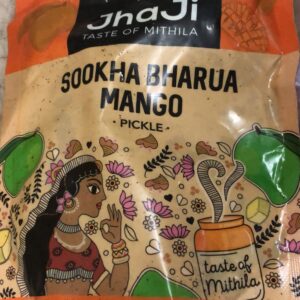 JhaJi
TASTE OF MITHILA
SOOKHA BHARUA
MANGO
• PICKLE •
taste of
Mithila